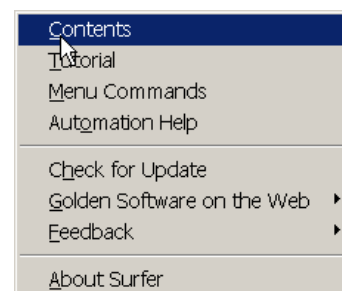 Contents
Tutorial
Menu Commands
Automation Help
Check for Update
Golden Software on the Web
Feedback
About Surfer